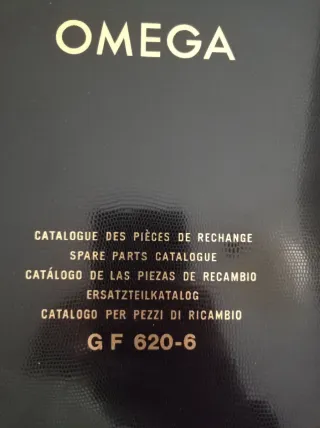 OMEGA
CATALOGUE DES PIÈCES DE RECHANGE
SPARE PARTS CATALOGUE
CATÁLOGO DE LAS PIEZAS DE RECAMBIO
ERSATZTEILKATALOG
CATALOGO PER PEZZI DI RICAMBIO
G F 620-6